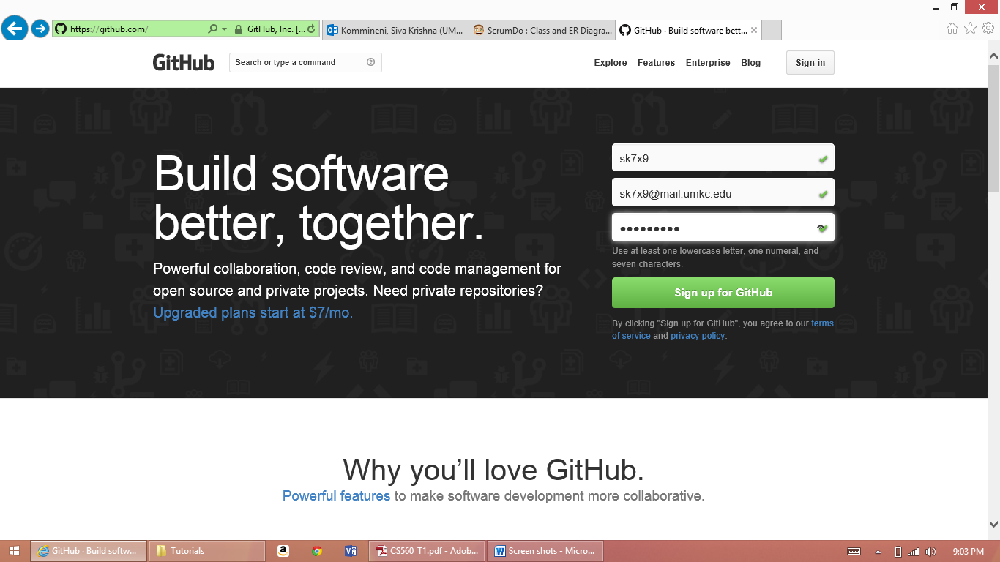 https://github.com/
GitHub, Inc. [...
Kommineni, Siva Krishna (UM...
ScrumDo : Class and ER Diagra...
GitHub · Build software bett...
GitHub
Search or type a command
Explore
Features
Enterprise
Blog
Sign in
Build software
better, together.
Powerful collaboration, code review, and code management for
open source and private projects. Need private repositories?
Upgraded plans start at $7/mo.
sk7x9
sk7x9@mail.umkc.edu
●●●●●●●●●
Use at least one lowercase letter, one numeral, and
seven characters.
Sign up for GitHub
By clicking "Sign up for GitHub", you agree to our terms
of service and privacy policy.
Why you’ll love GitHub.
Powerful features to make software development more collaborative.
GitHub · Build softw...
Tutorials
CS560_T1.pdf - Adob...
Screen shots - Micro...
9:03 PM